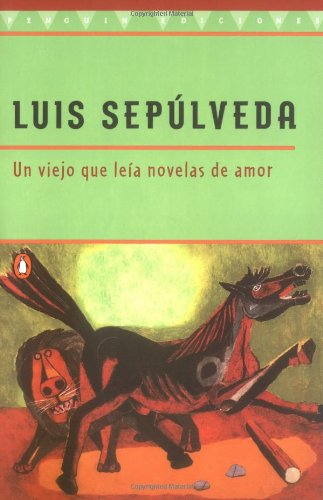 PENGUIN EDICIONES
LUIS SEPÚLVEDA
Un viejo que leía novelas de amor